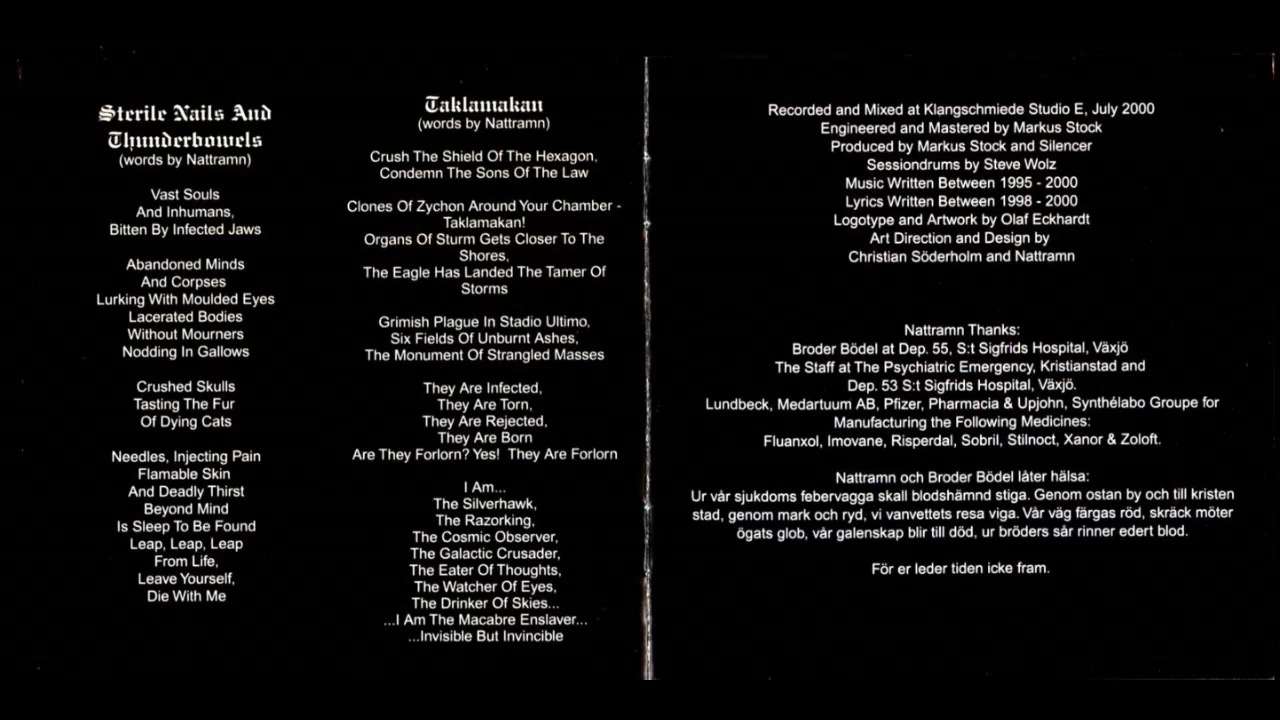 Sterile Nails And
Thunderbowels
(words by Nattramn)
Vast Souls
And Inhumans,
Bitten By Infected Jaws
Abandoned Minds
And Corpses
Lurking With Moulded Eyes
Lacerated Bodies
Without Mourners
Nodding In Gallows
Crushed Skulls
Tasting The Fur
Of Dying Cats
Needles, Injecting Pain
Flamable Skin
And Deadly Thirst
Beyond Mind
Is Sleep To Be Found
Leap, Leap, Leap
From Life,
Leave Yourself,
Die With Me
Taklamakan
(words by Nattramn)
Crush The Shield Of The Hexagon,
Condemn The Sons Of The Law
Clones Of Zychon Around Your Chamber -
Taklamakan!
Organs Of Sturm Gets Closer To The
Shores,
The Eagle Has Landed The Tamer Of
Storms
Grimish Plague In Stadio Ultimo,
Six Fields Of Unburnt Ashes,
The Monument Of Strangled Masses
They Are Infected,
They Are Torn,
They Are Rejected,
They Are Born
Are They Forlorn? Yes! They Are Forlorn
I Am...
The Silverhawk,
The Razorking,
The Cosmic Observer,
The Galactic Crusader,
The Eater Of Thoughts,
The Watcher Of Eyes,
The Drinker Of Skies...
...I Am The Macabre Enslaver...
...Invisible But Invincible
Recorded and Mixed at Klangschmiede Studio E, July 2000
Engineered and Mastered by Markus Stock
Produced by Markus Stock and Silencer
Sessiondrums by Steve Wolz
Music Written Between 1995 - 2000
Lyrics Written Between 1998 - 2000
Logotype and Artwork by Olaf Eckhardt
Art Direction and Design by
Christian Söderholm and Nattramn
Nattramn Thanks:
Broder Bödel at Dep. 55, S:t Sigfrids Hospital, Växjö
The Staff at The Psychiatric Emergency, Kristianstad and
Dep. 53 S:t Sigfrids Hospital, Växjö.
Lundbeck, Medartuum AB, Pfizer, Pharmacia & Upjohn, Synthélabo Groupe for
Manufacturing the Following Medicines:
Fluanxol, Imovane, Risperdal, Sobril, Stilnoct, Xanor & Zoloft.
Nattramn och Broder Bödel låter hälsa:
Ur vår sjukdoms febervagga skall blodshämnd stiga. Genom ostan by och till kristen
stad, genom mark och ryd, vi vanvettets resa viga. Vår väg färgas röd, skräck möter
ögats glob, vår galenskap blir till död, ur bröders sår rinner edert blod.
För er leder tiden icke fram.